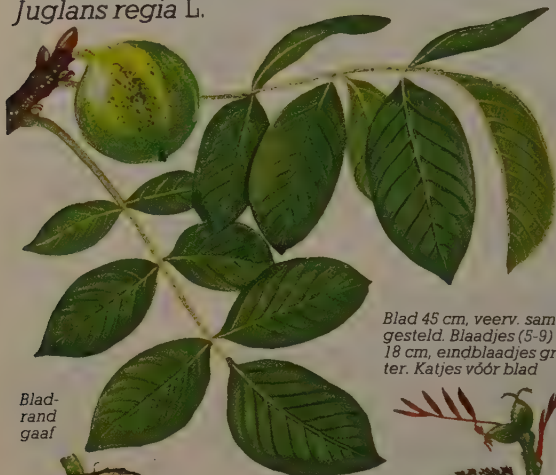 Juglans regia L.
Blad 45 cm, veerv. sam
gesteld. Blaadjes (5-9)
18 cm, eindblaadjes gr
ter. Katjes vóór blad
Blad-
rand
gaaf